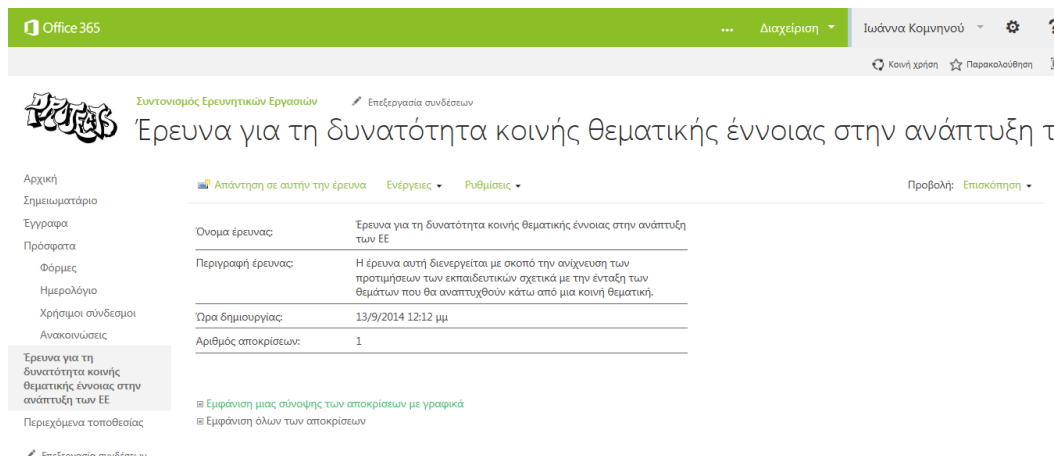 Office 365
... Διαχείριση Ιωάννα Κομνηνού ?
Κοινή χρήση Παρακολούθηση
PROJECTS
Συντονισμός Ερευνητικών Εργασιών Επεξεργασία συνδέσεων
Έρευνα για τη δυνατότητα κοινής θεματικής έννοιας στην ανάπτυξη τ
Αρχική
Σημειωματάριο
Έγγραφα
Πρόσφατα
Φόρμες
Ημερολόγιο
Χρήσιμοι σύνδεσμοι
Ανακοινώσεις
Έρευνα για τη
δυνατότητα κοινής
θεματικής έννοιας στην
ανάπτυξη των ΕΕ
Περιεχόμενα τοποθεσίας
Επεξεργασία συνδέσεων
Απάντηση σε αυτήν την έρευνα Ενέργειες Ρυθμίσεις Προβολή: Επισκόπηση
Όνομα έρευνας: Έρευνα για τη δυνατότητα κοινής θεματικής έννοιας στην ανάπτυξη
των ΕΕ
Περιγραφή έρευνας: Η έρευνα αυτή διενεργείται με σκοπό την ανίχνευση των
προτιμήσεων των εκπαιδευτικών σχετικά με την ένταξη των
θεμάτων που θα αναπτυχθούν κάτω από μια κοινή θεματική.
Ώρα δημιουργίας: 13/9/2014 12:12 μμ
Αριθμός αποκρίσεων: 1
Εμφάνιση μιας σύνοψης των αποκρίσεων με γραφικά
Εμφάνιση όλων των αποκρίσεων